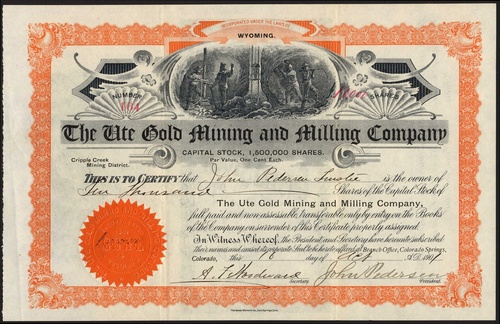 INCORPORATED UNDER THE LAWS OF
WYOMING.
NUMBER
SHARES
The Ute Gold Mining and Milling Company
CAPITAL STOCK, 1,500,000 SHARES.
Par Value, One Cent Each.
Cripple Creek
Mining District.
THIS IS TO CERTIFY that John Pedersen is the owner of
Ten Thousand Shares of the Capital Stock of
The Ute Gold Mining and Milling Company,
full paid and non-assessable, transferable only by entry on the Books
of the Company on surrender of this Certificate properly assigned.
In Witness Whereof, The President and Secretary have hereunto subscribed
their names and caused the corporate Seal to be hereto affixed at Branch Office, Colorado Springs,
Colorado, this day of A.D. 190
A. F. Woodward John Pedersen
Secretary President.